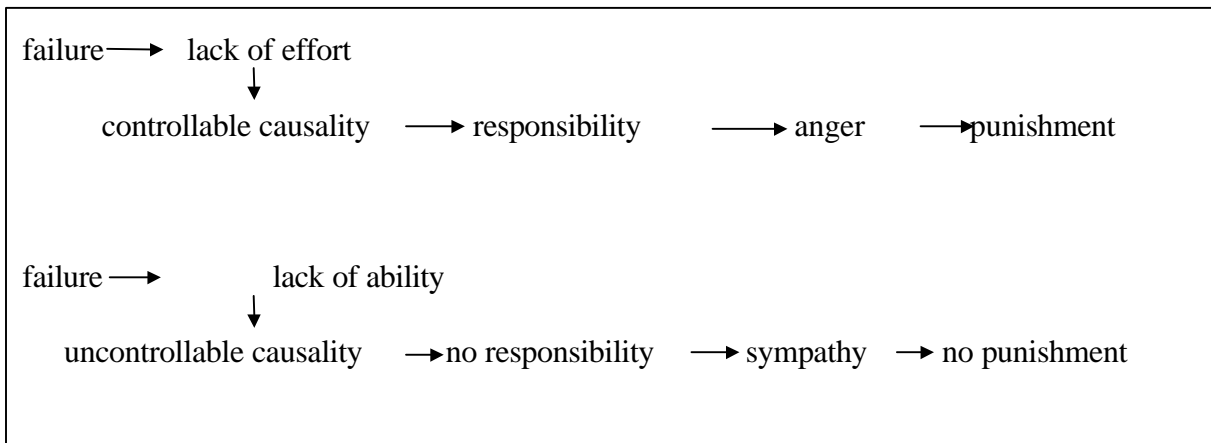 failure lack of effort
controllable causality responsibility anger punishment
failure lack of ability
uncontrollable causality no responsibility sympathy no punishment